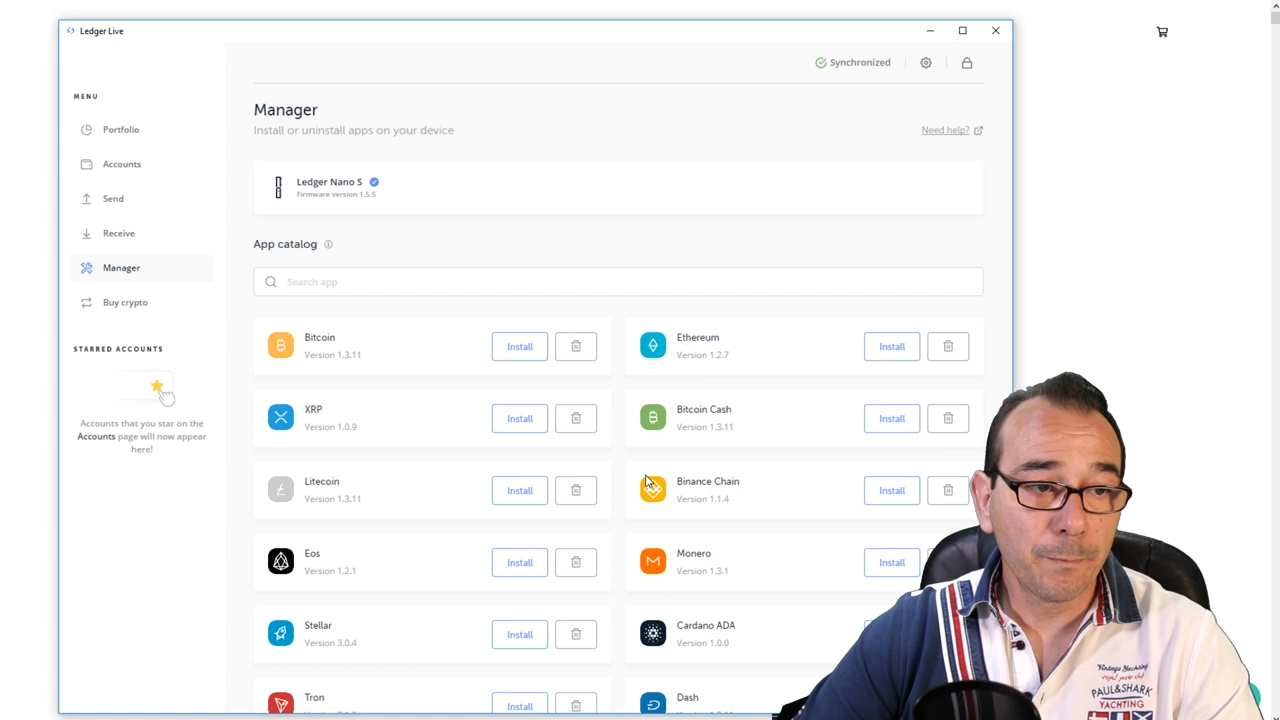 Ledger Live
Synchronized
MENU
Portfolio
Accounts
Send
Receive
Manager
Buy crypto
STARRED ACCOUNTS
Accounts that you star on the
Accounts page will now appear
here!
Manager
Install or uninstall apps on your device
Need help?
Ledger Nano S
Firmware version 1.5.5
App catalog
Search app
Bitcoin
Version 1.3.11
Install
Ethereum
Version 1.2.7
Install
XRP
Version 1.0.9
Install
Bitcoin Cash
Version 1.3.11
Install
Litecoin
Version 1.3.11
Install
Binance Chain
Version 1.1.4
Install
Eos
Version 1.2.1
Install
Monero
Version 1.3.1
Install
Stellar
Version 3.0.4
Install
Cardano ADA
Version 1.0.0
Tron
Install
Dash
PAUL&SHARK
YACHTING